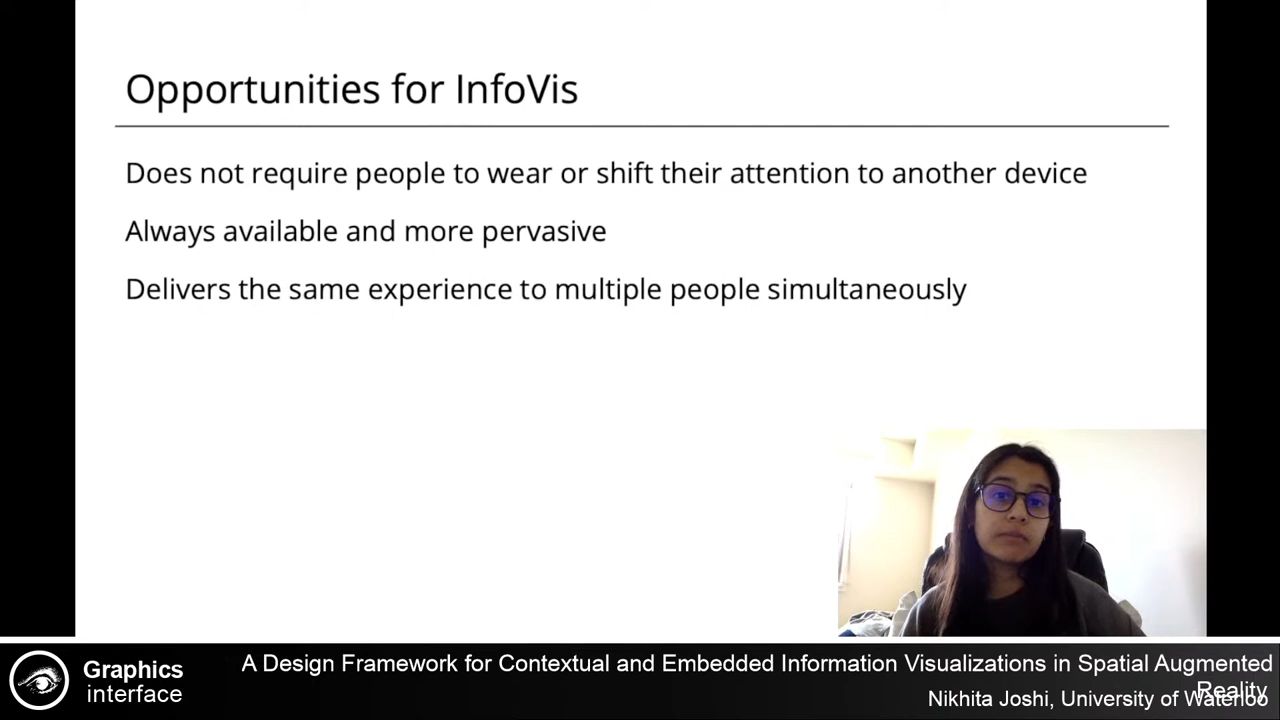 Opportunities for InfoVis
Does not require people to wear or shift their attention to another device
Always available and more pervasive
Delivers the same experience to multiple people simultaneously
Graphics
interface
A Design Framework for Contextual and Embedded Information Visualizations in Spatial Augmented
Reality
Nikhita Joshi, University of Waterloo